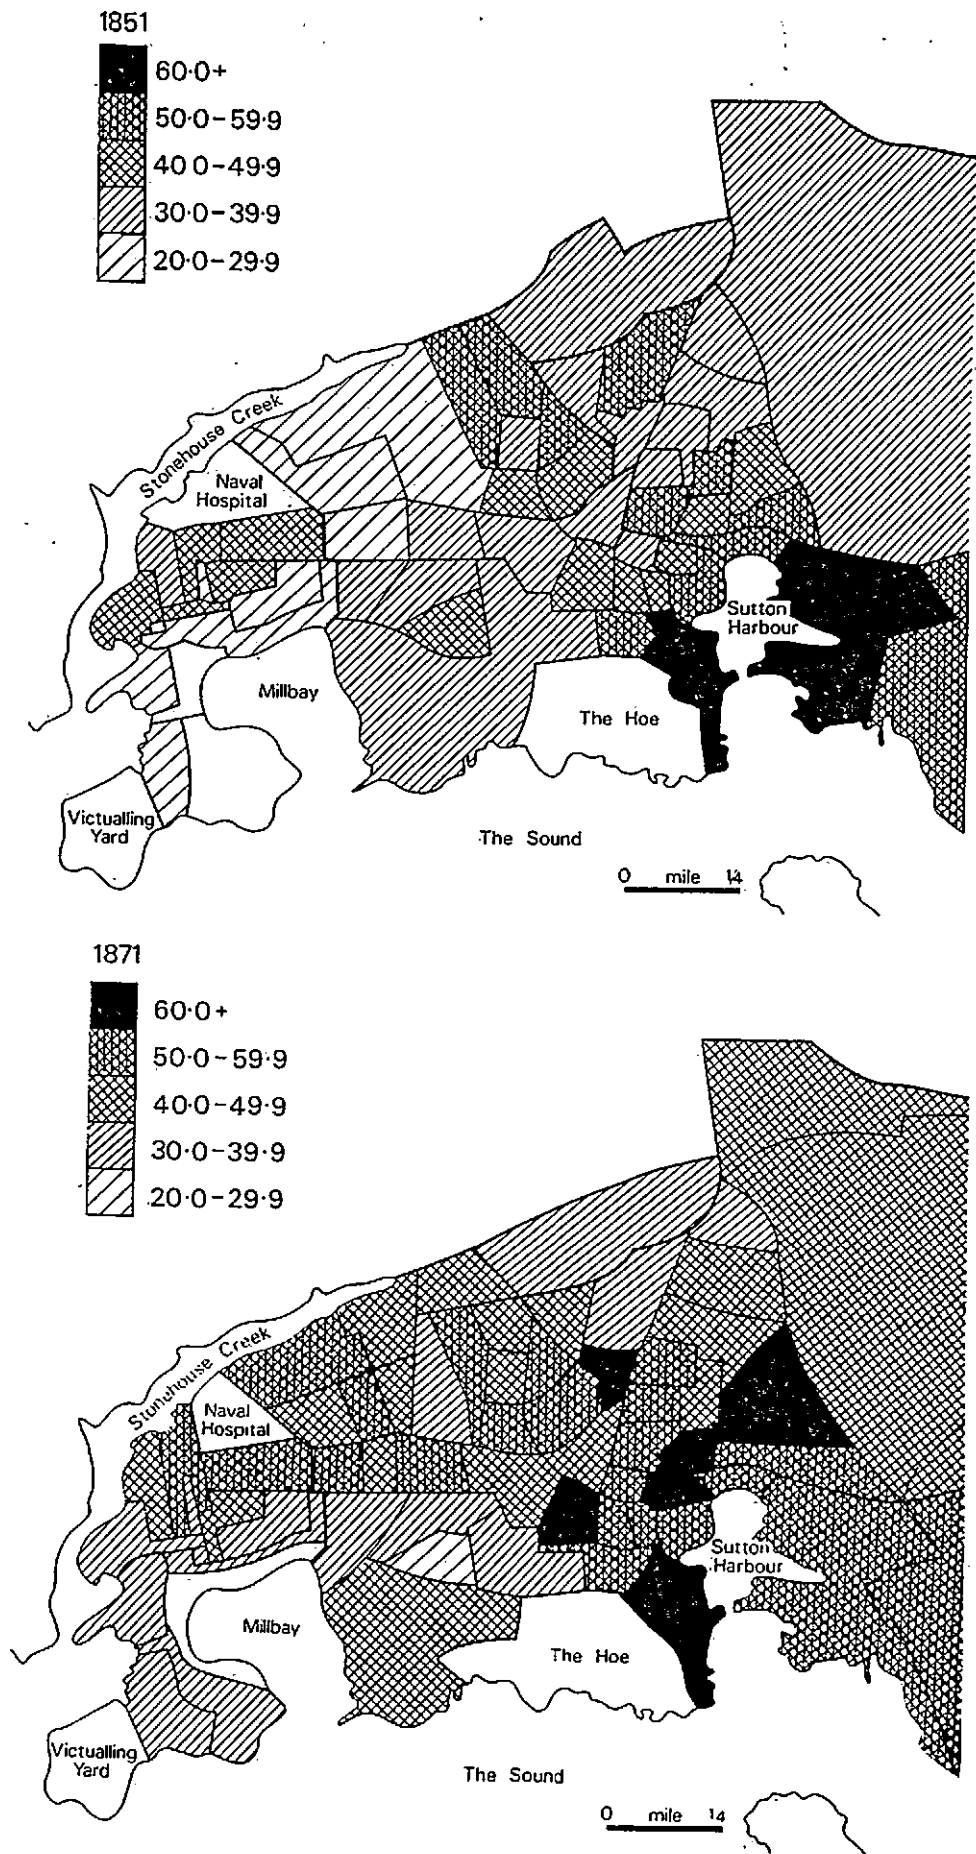 1851
60·0+
50·0-59·9
40 0-49·9
30·0-39·9
20·0-29·9
Stonehouse Creek
Naval
Hospital
Sutton
Harbour
Millbay
The Hoe
Victualling
Yard
The Sound
0 mile 1/4
1871
60·0+
50·0-59·9
40·0-49·9
30·0-39·9
20·0-29·9
Stonehouse Creek
Naval
Hospital
Sutton
Harbour
Millbay
The Hoe
Victualling
Yard
The Sound
0 mile 1/4